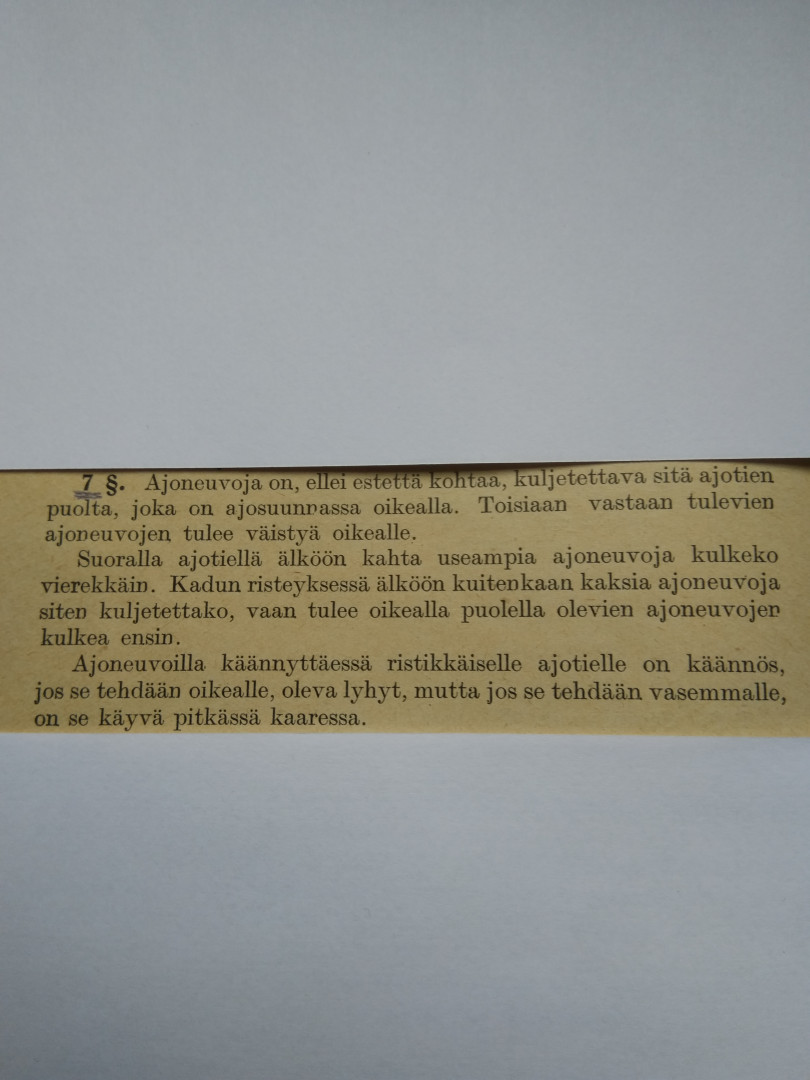 7 §. Ajoneuvoja on, ellei estettä kohtaa, kuljetettava sitä ajotien
puolta, joka on ajosuunnassa oikealla. Toisiaan vastaan tulevien
ajoneuvojen tulee väistyä oikealle.
Suoralla ajotiellä älköön kahta useampia ajoneuvoja kulkeko
vierekkäin. Kadun risteyksessä älköön kuitenkaan kaksia ajoneuvoja
siten kuljetettako, vaan tulee oikealla puolella olevien ajoneuvojen
kulkea ensin.
Ajoneuvoilla käännyttäessä ristikkäiselle ajotielle on käännös,
jos se tehdään oikealle, oleva lyhyt, mutta jos se tehdään vasemmalle,
on se käyvä pitkässä kaaressa.